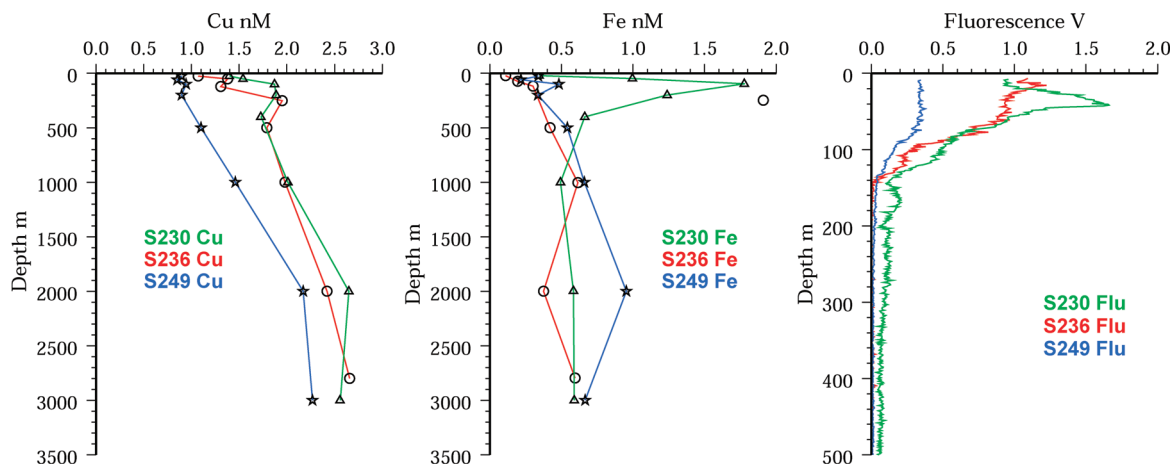 Cu nM
0.0 0.5 1.0 1.5 2.0 2.5 3.0
0
500
1000
1500
2000
2500
3000
3500
Depth m
S230 Cu
S236 Cu
S249 Cu
Fe nM
0.0 0.5 1.0 1.5 2.0
0
500
1000
1500
2000
2500
3000
3500
Depth m
S230 Fe
S236 Fe
S249 Fe
Fluorescence V
0.0 0.5 1.0 1.5 2.0
0
100
200
300
400
500
Depth m
S230 Flu
S236 Flu
S249 Flu